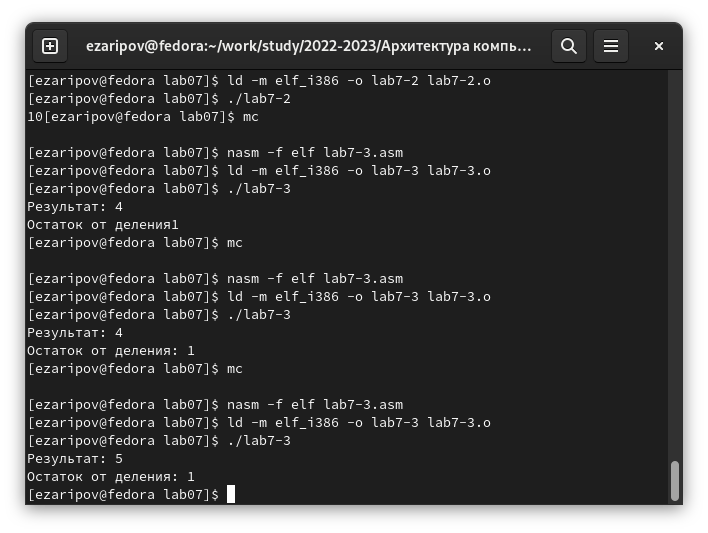 ezaripov@fedora:~/work/study/2022-2023/Архитектура компь...
[ezaripov@fedora lab07]$ ld -m elf_i386 -o lab7-2 lab7-2.o
[ezaripov@fedora lab07]$ ./lab7-2
10[ezaripov@fedora lab07]$ mc
[ezaripov@fedora lab07]$ nasm -f elf lab7-3.asm
[ezaripov@fedora lab07]$ ld -m elf_i386 -o lab7-3 lab7-3.o
[ezaripov@fedora lab07]$ ./lab7-3
Результат: 4
Остаток от деления1
[ezaripov@fedora lab07]$ mc
[ezaripov@fedora lab07]$ nasm -f elf lab7-3.asm
[ezaripov@fedora lab07]$ ld -m elf_i386 -o lab7-3 lab7-3.o
[ezaripov@fedora lab07]$ ./lab7-3
Результат: 4
Остаток от деления: 1
[ezaripov@fedora lab07]$ mc
[ezaripov@fedora lab07]$ nasm -f elf lab7-3.asm
[ezaripov@fedora lab07]$ ld -m elf_i386 -o lab7-3 lab7-3.o
[ezaripov@fedora lab07]$ ./lab7-3
Результат: 5
Остаток от деления: 1
[ezaripov@fedora lab07]$